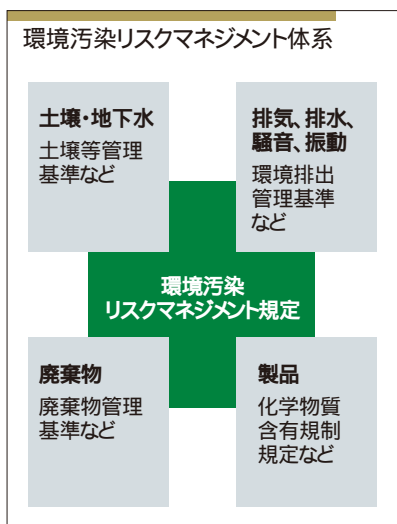 環境汚染リスクマネジメント体系
土壌・地下水
土壌等管理
基準など
排気、排水、
騒音、振動
環境排出
管理基準
など
環境汚染
リスクマネジメント規定
廃棄物
廃棄物管理
基準など
製品
化学物質
含有規制
規定など